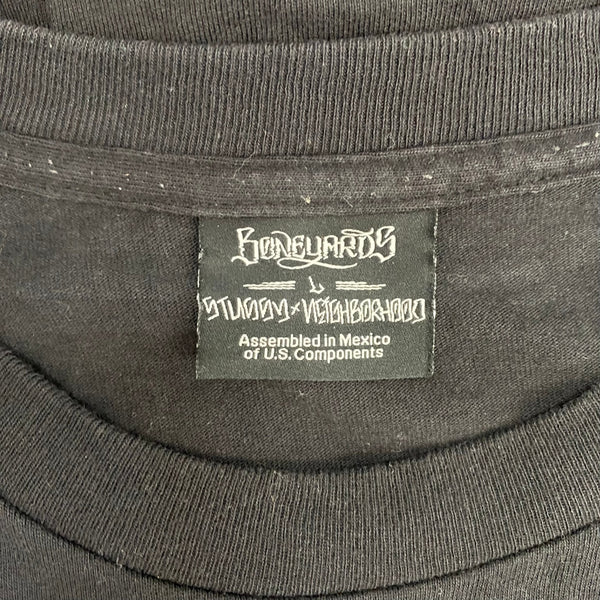 BONEYARDS
L
STUSSY × NEIGHBORHOOD
Assembled in Mexico
of U.S. Components